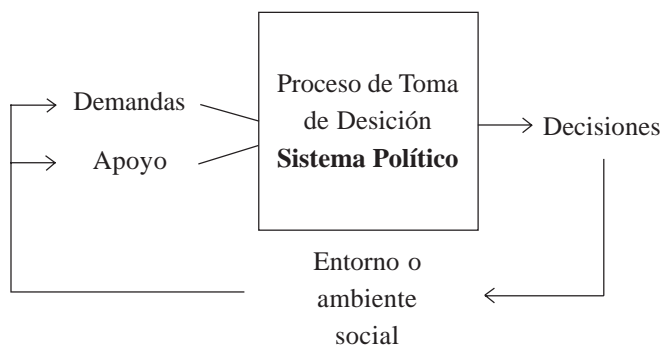 Demandas
Apoyo
Proceso de Toma
de Desición
Sistema Político
Decisiones
Entorno o
ambiente
social